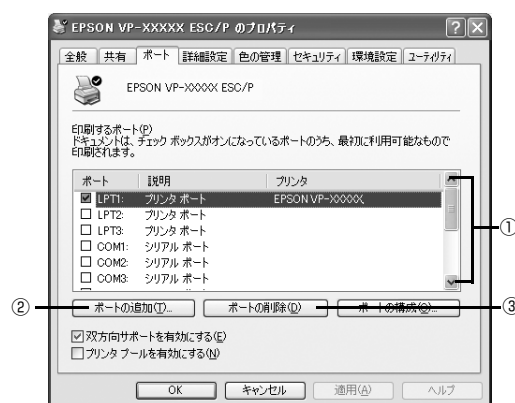 EPSON VP-XXXXX ESC/P のプロパティ
全般 共有 ポート 詳細設定 色の管理 セキュリティ 環境設定 ユーティリティ
EPSON VP-XXXXX ESC/P
印刷するポート(P)
ドキュメントは、チェック ボックスがオンになっているポートのうち、最初に利用可能なもので
印刷されます。
ポート 説明 プリンタ
LPT1: プリンタ ポート EPSON VP-XXXXX,
LPT2: プリンタ ポート
LPT3: プリンタ ポート
COM1: シリアル ポート
COM2: シリアル ポート
COM3: シリアル ポート
①
② ポートの追加(T)... ポートの削除(D) ポートの構成(C)... ③
双方向サポートを有効にする(E)
プリンタ プールを有効にする(N)
OK キャンセル 適用(A) ヘルプ